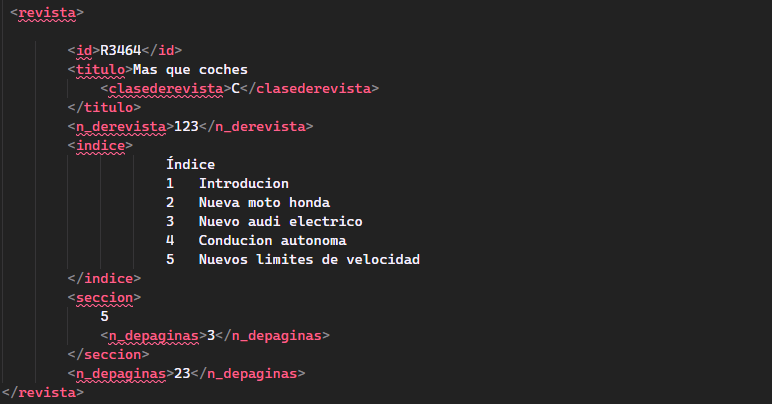 <revista>
<id>R3464</id>
<titulo>Mas que coches
<clasederevista>C</clasederevista>
</titulo>
<n_derevista>123</n_derevista>
<indice>
Índice
1 Introducion
2 Nueva moto honda
3 Nuevo audi electrico
4 Conducion autonoma
5 Nuevos limites de velocidad
</indice>
<seccion>
5
<n_depaginas>3</n_depaginas>
</seccion>
<n_depaginas>23</n_depaginas>
</revista>